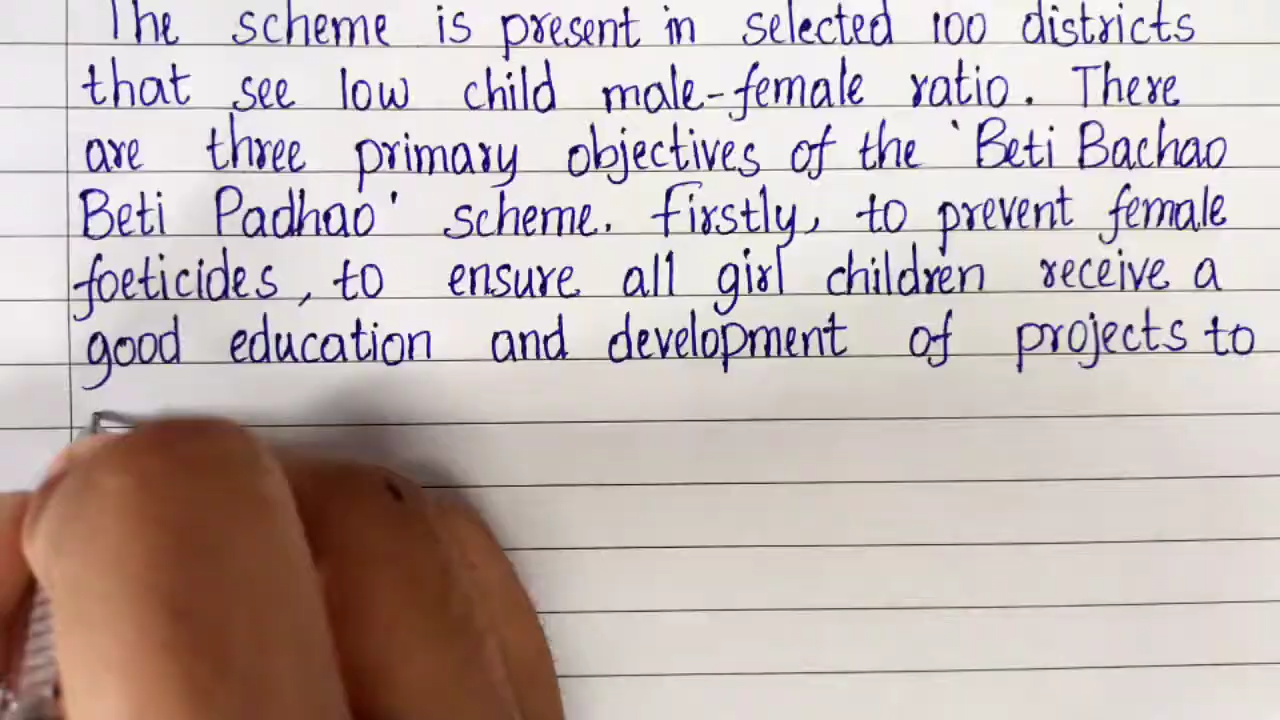 The scheme is present in selected 100 districts
that see low child male-female ratio. There
are three primary objectives of the 'Beti Bachao
Beti Padhao' scheme. Firstly, to prevent female
foeticides, to ensure all girl children receive a
good education and development of projects to